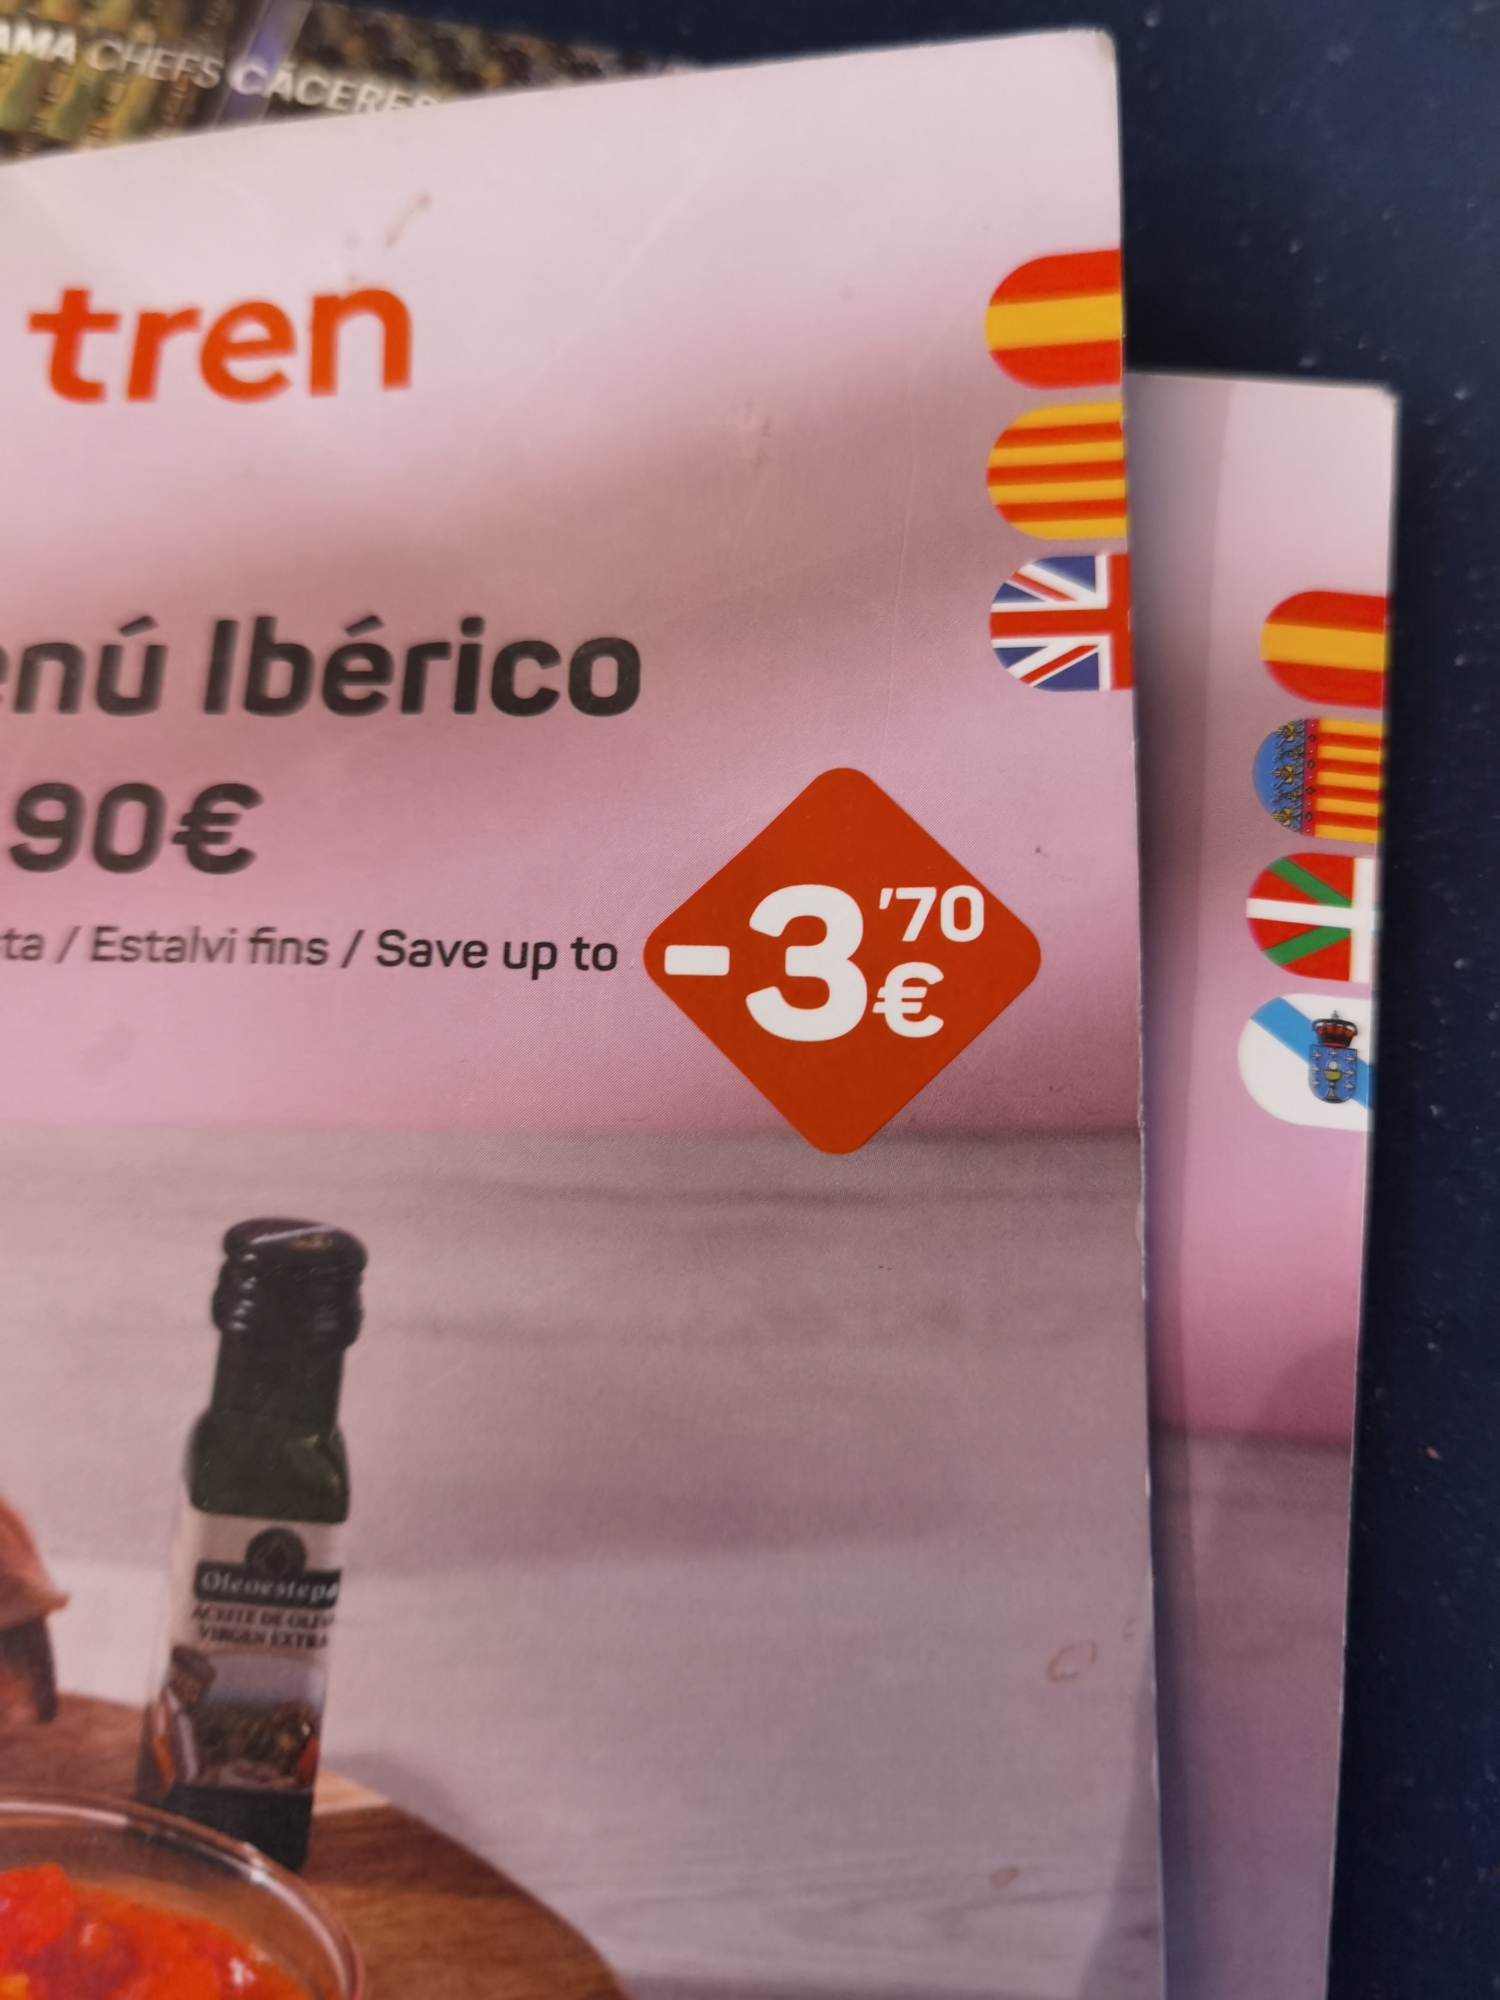 AMA CHEFS CÁCERES
tren
enú Ibérico
90€
ta / Estalvi fins / Save up to
-3'70€
Oleoestepa
ACEITE DE OLIVA
VIRGEN EXTRA